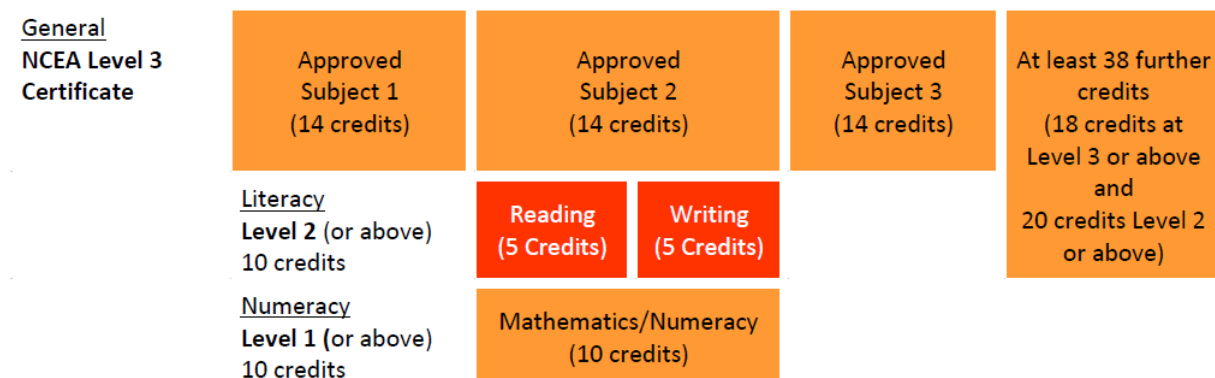 General
NCEA Level 3
Certificate
Approved
Subject 1
(14 credits)
Approved
Subject 2
(14 credits)
Approved
Subject 3
(14 credits)
At least 38 further
credits
(18 credits at
Level 3 or above
and
20 credits Level 2
or above)
Literacy
Level 2 (or above)
10 credits
Reading
(5 Credits)
Writing
(5 Credits)
Numeracy
Level 1 (or above)
10 credits
Mathematics/Numeracy
(10 credits)